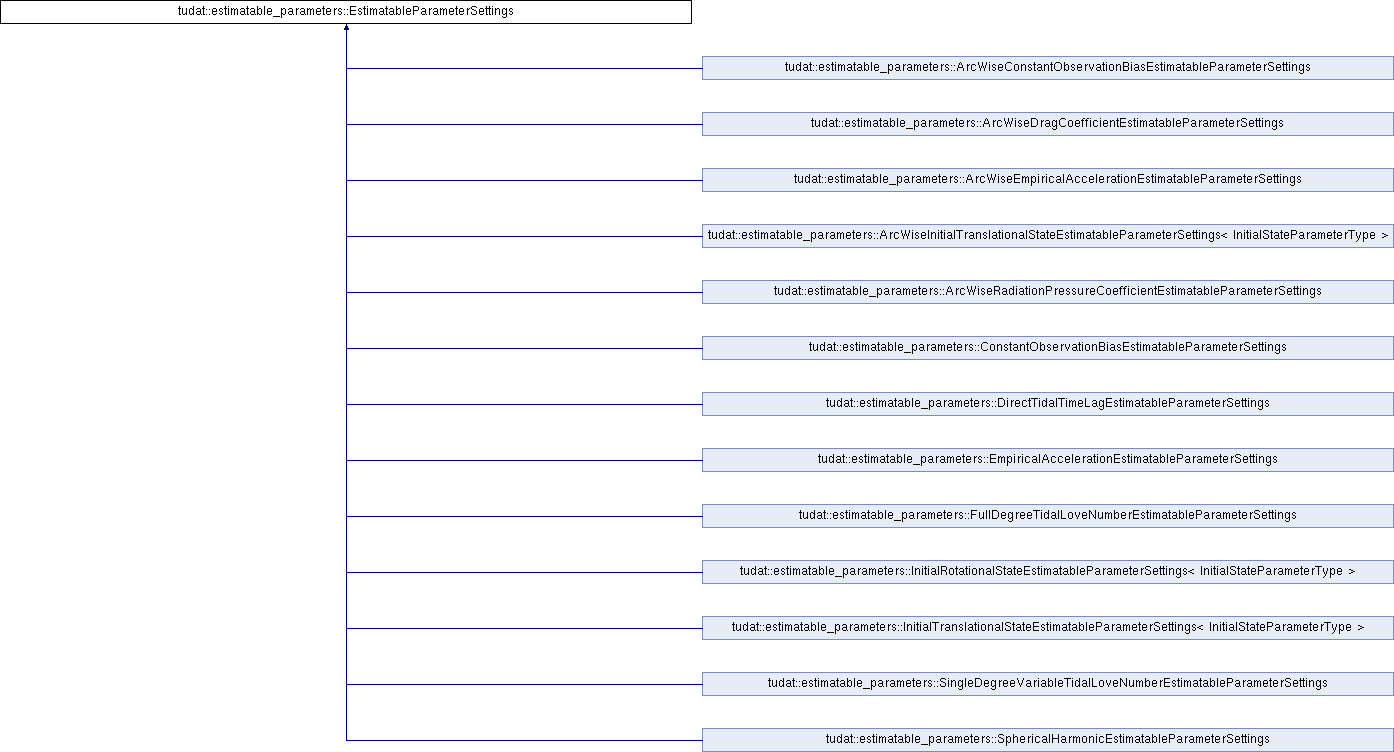 tudat::estimatable_parameters::EstimatableParameterSettings
tudat::estimatable_parameters::ArcWiseConstantObservationBiasEstimatableParameterSettings
tudat::estimatable_parameters::ArcWiseDragCoefficientEstimatableParameterSettings
tudat::estimatable_parameters::ArcWiseEmpiricalAccelerationEstimatableParameterSettings
tudat::estimatable_parameters::ArcWiseInitialTranslationalStateEstimatableParameterSettings< InitialStateParameterType >
tudat::estimatable_parameters::ArcWiseRadiationPressureCoefficientEstimatableParameterSettings
tudat::estimatable_parameters::ConstantObservationBiasEstimatableParameterSettings
tudat::estimatable_parameters::DirectTidalTimeLagEstimatableParameterSettings
tudat::estimatable_parameters::EmpiricalAccelerationEstimatableParameterSettings
tudat::estimatable_parameters::FullDegreeTidalLoveNumberEstimatableParameterSettings
tudat::estimatable_parameters::InitialRotationalStateEstimatableParameterSettings< InitialStateParameterType >
tudat::estimatable_parameters::InitialTranslationalStateEstimatableParameterSettings< InitialStateParameterType >
tudat::estimatable_parameters::SingleDegreeVariableTidalLoveNumberEstimatableParameterSettings
tudat::estimatable_parameters::SphericalHarmonicEstimatableParameterSettings